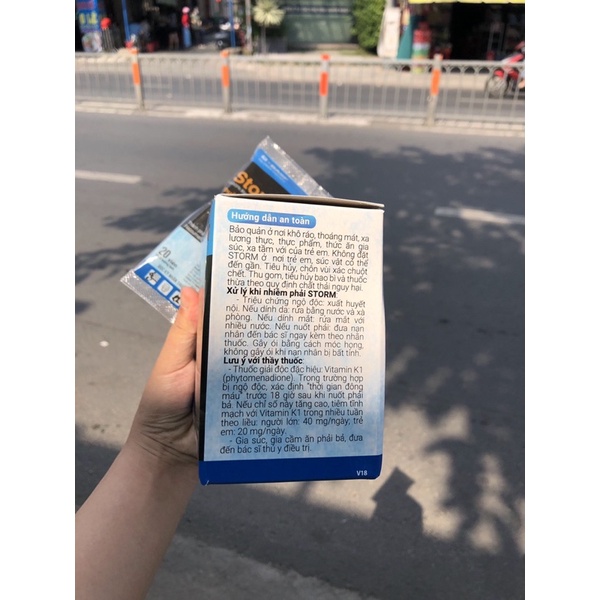 Stor
20
Hướng dẫn an toàn
Bảo quản ở nơi khô ráo, thoáng mát, xa
lương thực, thực phẩm, thức ăn gia
súc, xa tầm với của trẻ em. Không đặt
STORM ở nơi trẻ em, súc vật có thể
đến gần. Tiêu hủy, chôn vùi xác chuột
chết. Thu gom, tiêu hủy bao bì và thuốc
thừa theo quy định chất thải nguy hại.
Xử lý khi nhiễm phải STORM
- Triệu chứng ngộ độc: xuất huyết
nội. Nếu dính da: rửa bằng nước và xà
phòng. Nếu dính mắt: rửa mắt với
nhiều nước. Nếu nuốt phải: đưa nạn
nhân đến bác sĩ ngay kèm theo nhãn
thuốc. Gây ói bằng cách móc họng,
không gây ói khi nạn nhân bị bất tỉnh.
Lưu ý với thầy thuốc
- Thuốc giải độc đặc hiệu: Vitamin K1
(phytomenadione). Trong trường hợp
bị ngộ độc, xác định "thời gian đông
máu" trước 18 giờ sau khi nuốt phải
bả. Nếu chỉ số này tăng cao, tiêm tĩnh
mạch với Vitamin K1 trong nhiều tuần
theo liều: người lớn: 40 mg/ngày; trẻ
em: 20 mg/ngày.
- Gia súc, gia cầm ăn phải bả, đưa
đến bác sĩ thú y điều trị.
V18